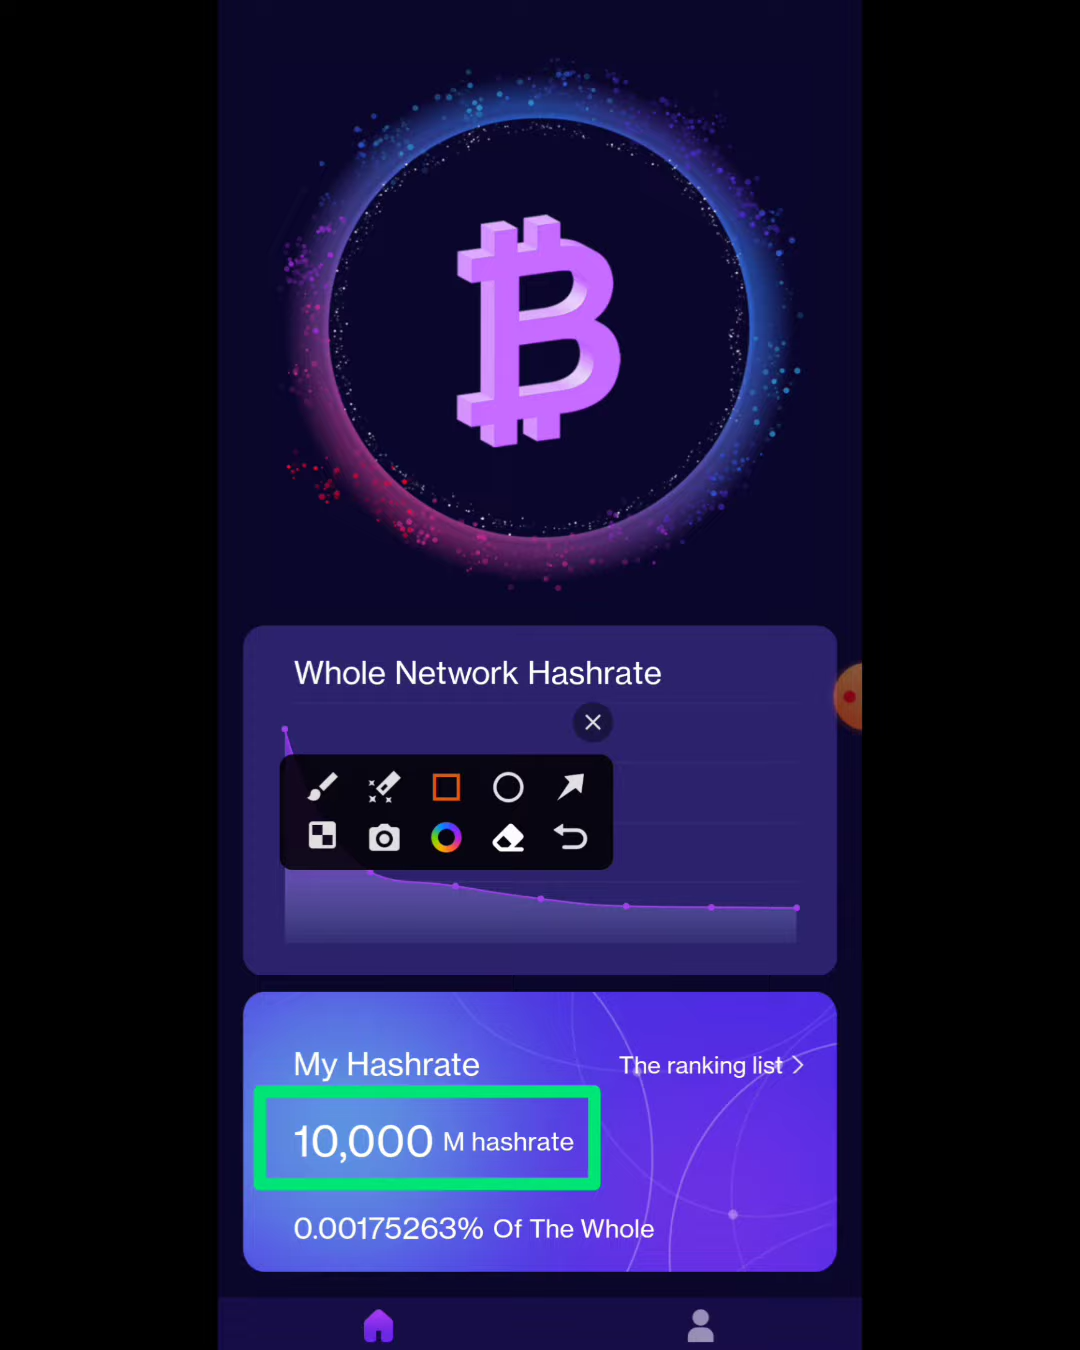 Whole Network Hashrate
My Hashrate
The ranking list
10,000 M hashrate
0.00175263% Of The Whole